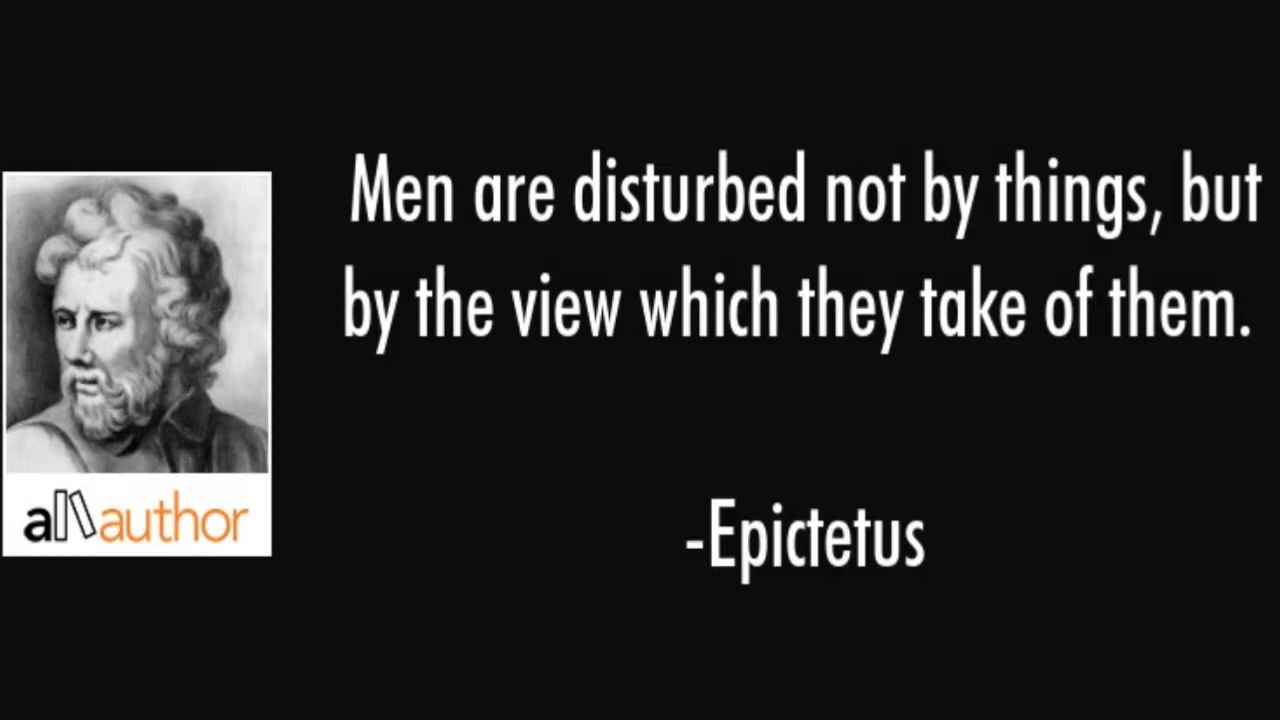 Men are disturbed not by things, but
by the view which they take of them.
-Epictetus
allauthor